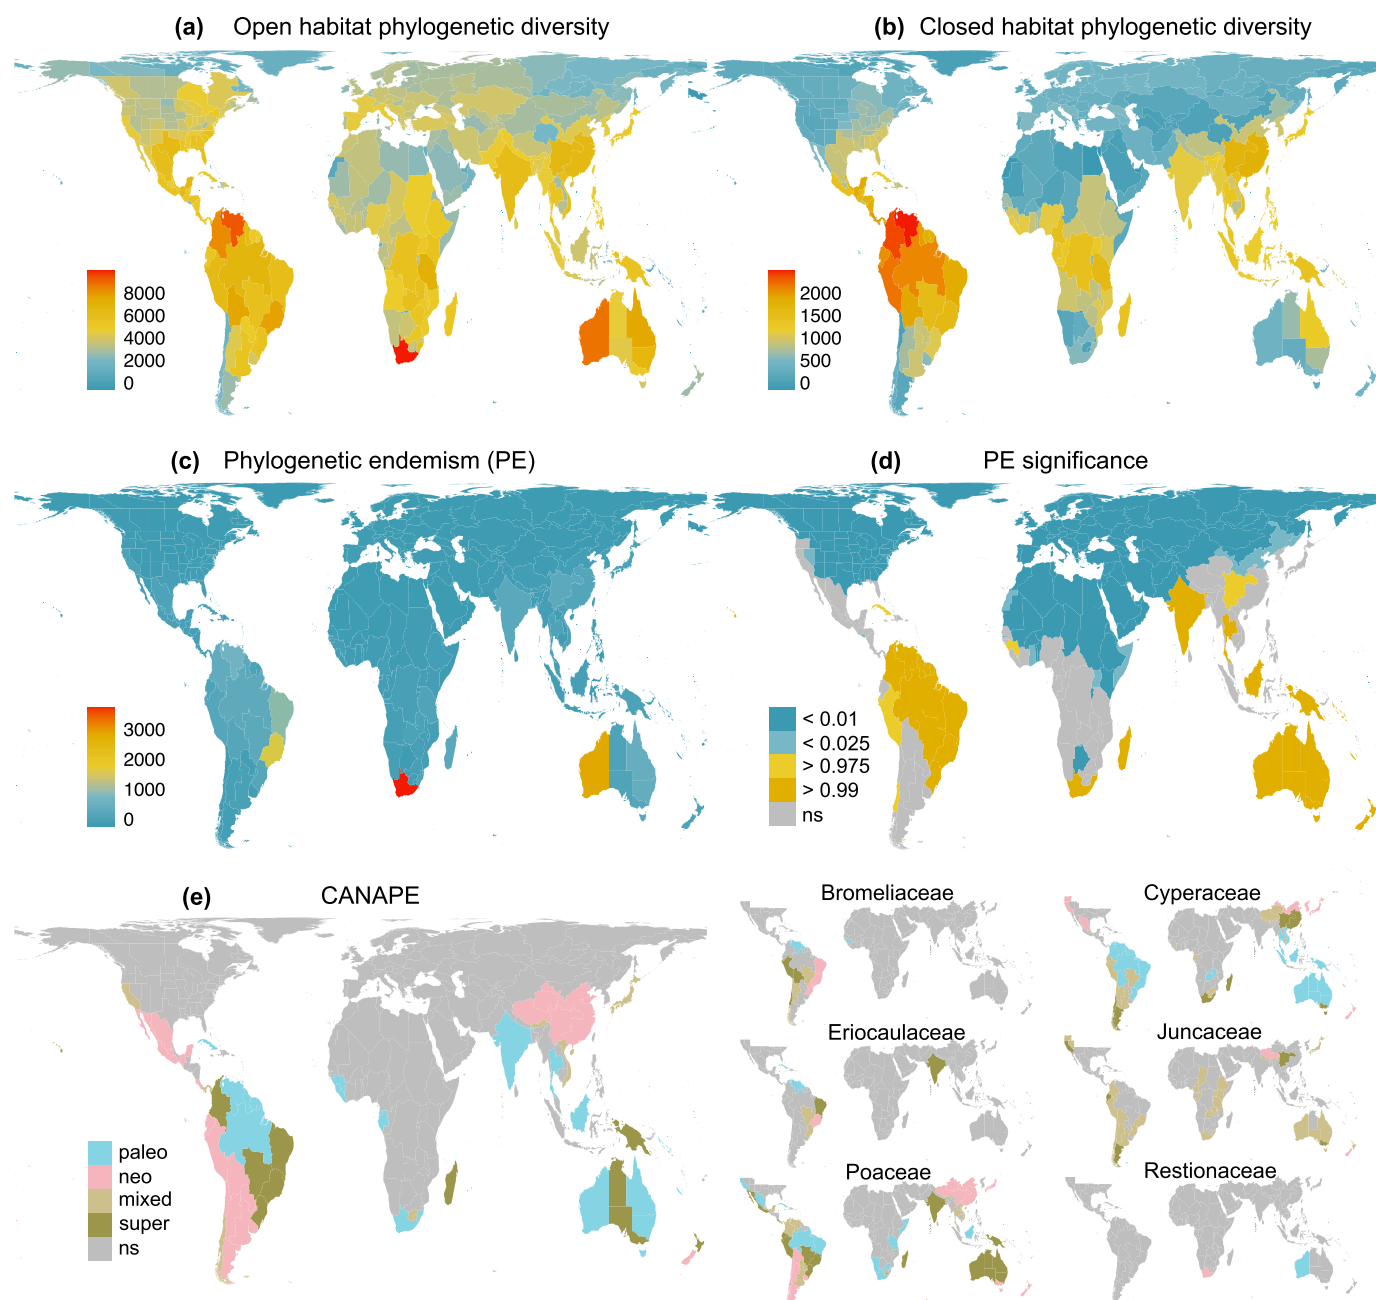 (a) Open habitat phylogenetic diversity
8000
6000
4000
2000
0
(b) Closed habitat phylogenetic diversity
2000
1500
1000
500
0
(c) Phylogenetic endemism (PE)
3000
2000
1000
0
(d) PE significance
< 0.01
< 0.025
> 0.975
> 0.99
ns
(e) CANAPE
paleo
neo
mixed
super
ns
Bromeliaceae
Cyperaceae
Eriocaulaceae
Juncaceae
Poaceae
Restionaceae